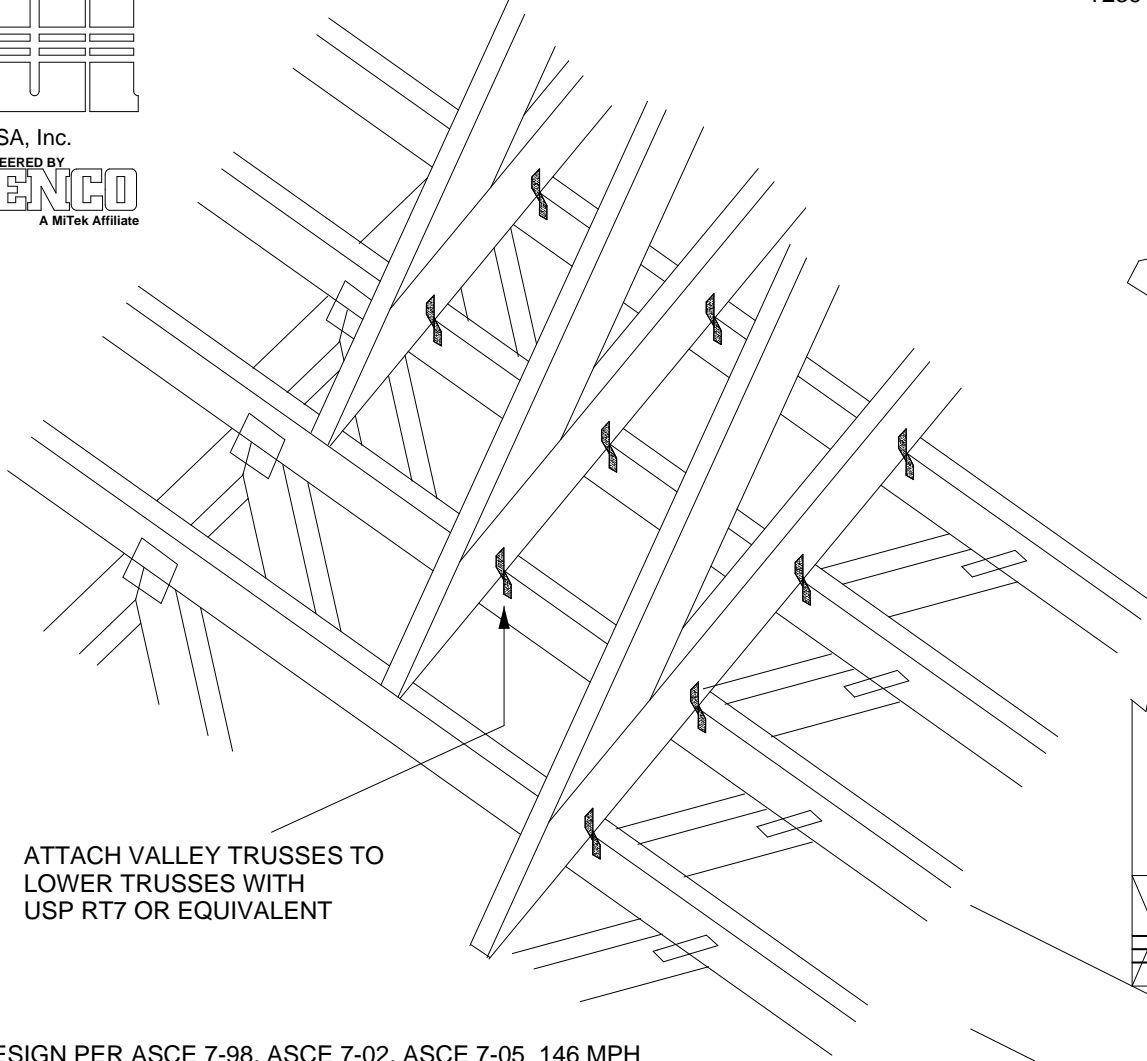 SA, Inc.
EERED BY
ENCO
A MiTek Affiliate
ATTACH VALLEY TRUSSES TO
LOWER TRUSSES WITH
USP RT7 OR EQUIVALENT
ESIGN PER ASCE 7-98, ASCE 7-02, ASCE 7-05 146 MPH